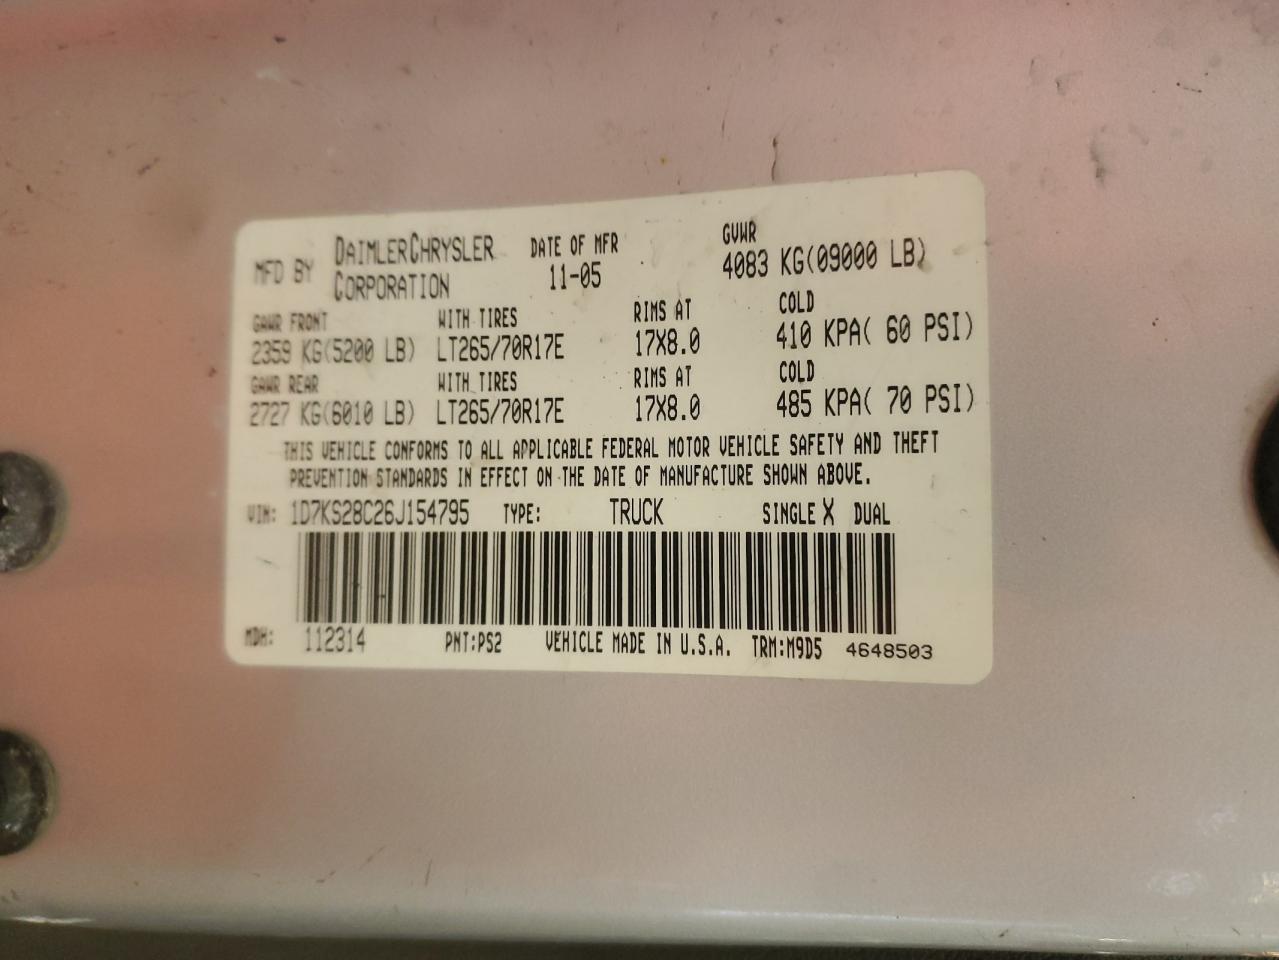 MFD BY DAIMLERCHRYSLER CORPORATION DATE OF MFR 11-05 GVWR 4083 KG(09000 LB)
GAWR FRONT WITH TIRES RIMS AT COLD
2359 KG(5200 LB) LT265/70R17E 17X8.0 410 KPA( 60 PSI)
GAWR REAR WITH TIRES RIMS AT COLD
2727 KG(6010 LB) LT265/70R17E 17X8.0 485 KPA( 70 PSI)
THIS VEHICLE CONFORMS TO ALL APPLICABLE FEDERAL MOTOR VEHICLE SAFETY AND THEFT
PREVENTION STANDARDS IN EFFECT ON THE DATE OF MANUFACTURE SHOWN ABOVE.
VIN: 1D7KS28C26J154795 TYPE: TRUCK SINGLE X DUAL
MDH: 112314 PNT:PS2 VEHICLE MADE IN U.S.A. TRM:M9D5 4648503